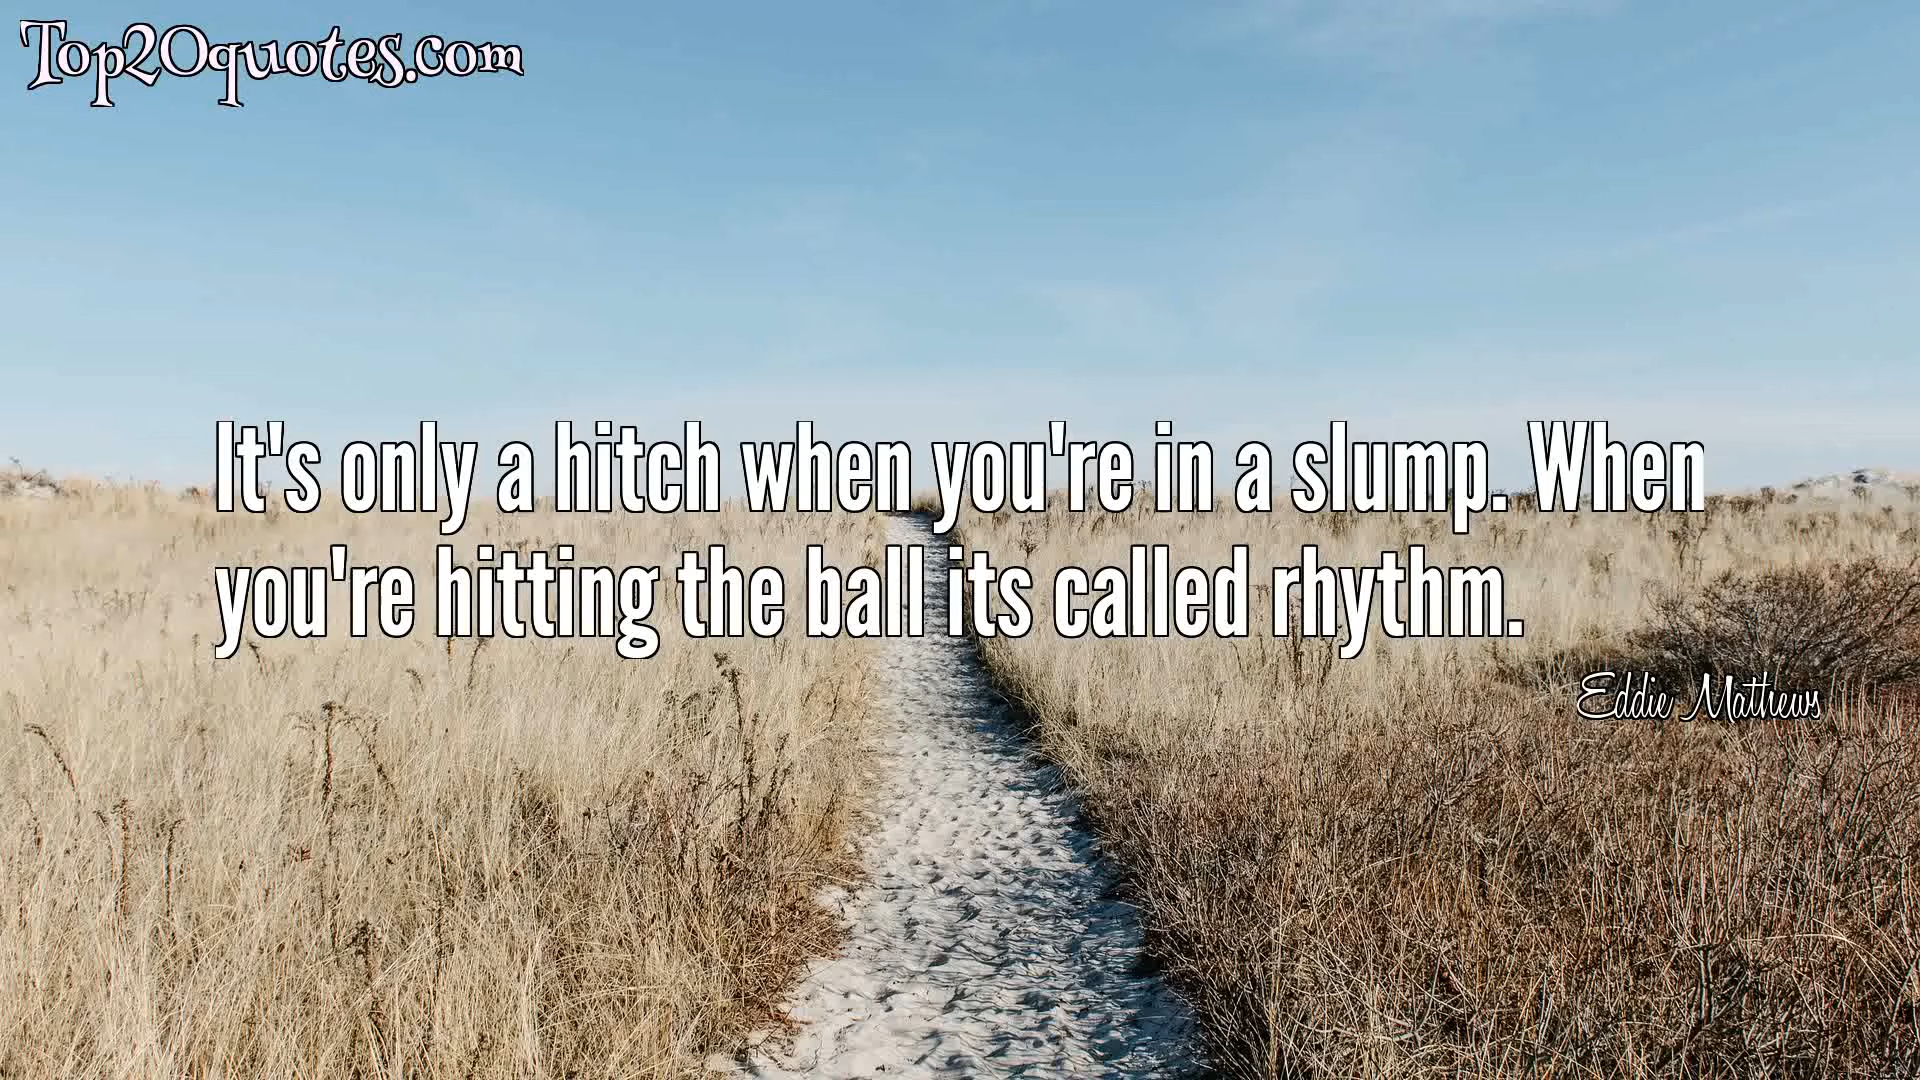 Top20quotes.com
It's only a hitch when you're in a slump. When
you're hitting the ball its called rhythm.
Eddie Mathews